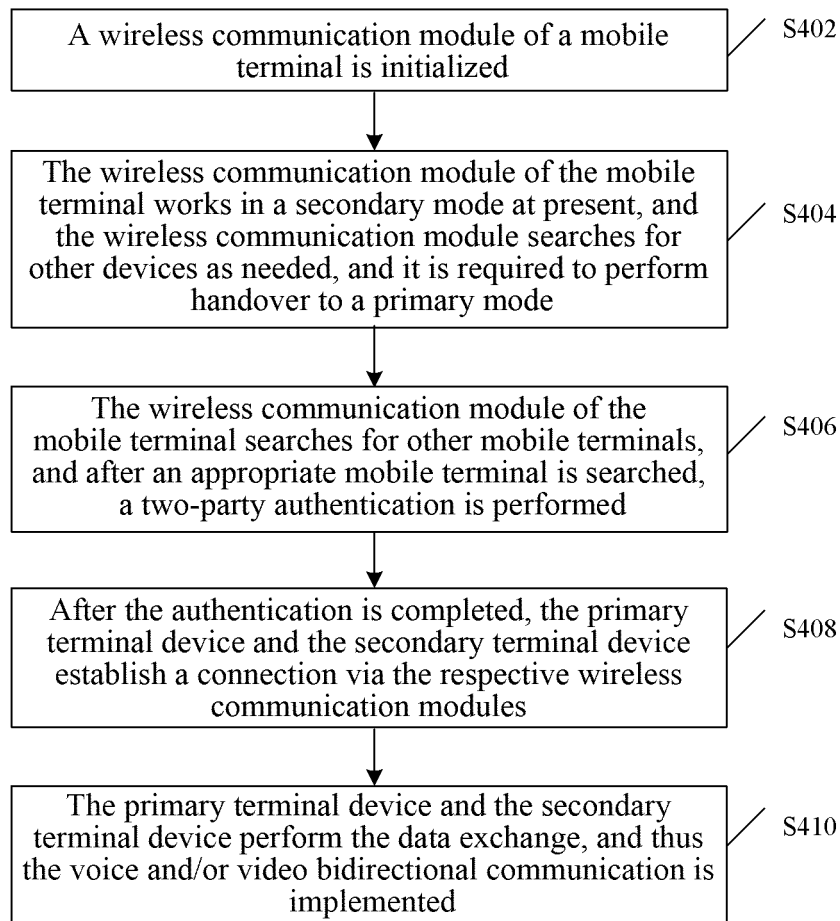 A wireless communication module of a mobile
terminal is initialized
S402
The wireless communication module of the mobile
terminal works in a secondary mode at present, and
the wireless communication module searches for
other devices as needed, and it is required to perform
handover to a primary mode
S404
The wireless communication module of the
mobile terminal searches for other mobile terminals,
and after an appropriate mobile terminal is searched,
a two-party authentication is performed
S406
After the authentication is completed, the primary
terminal device and the secondary terminal device
establish a connection via the respective wireless
communication modules
S408
The primary terminal device and the secondary
terminal device perform the data exchange, and thus
the voice and/or video bidirectional communication is
implemented
S410